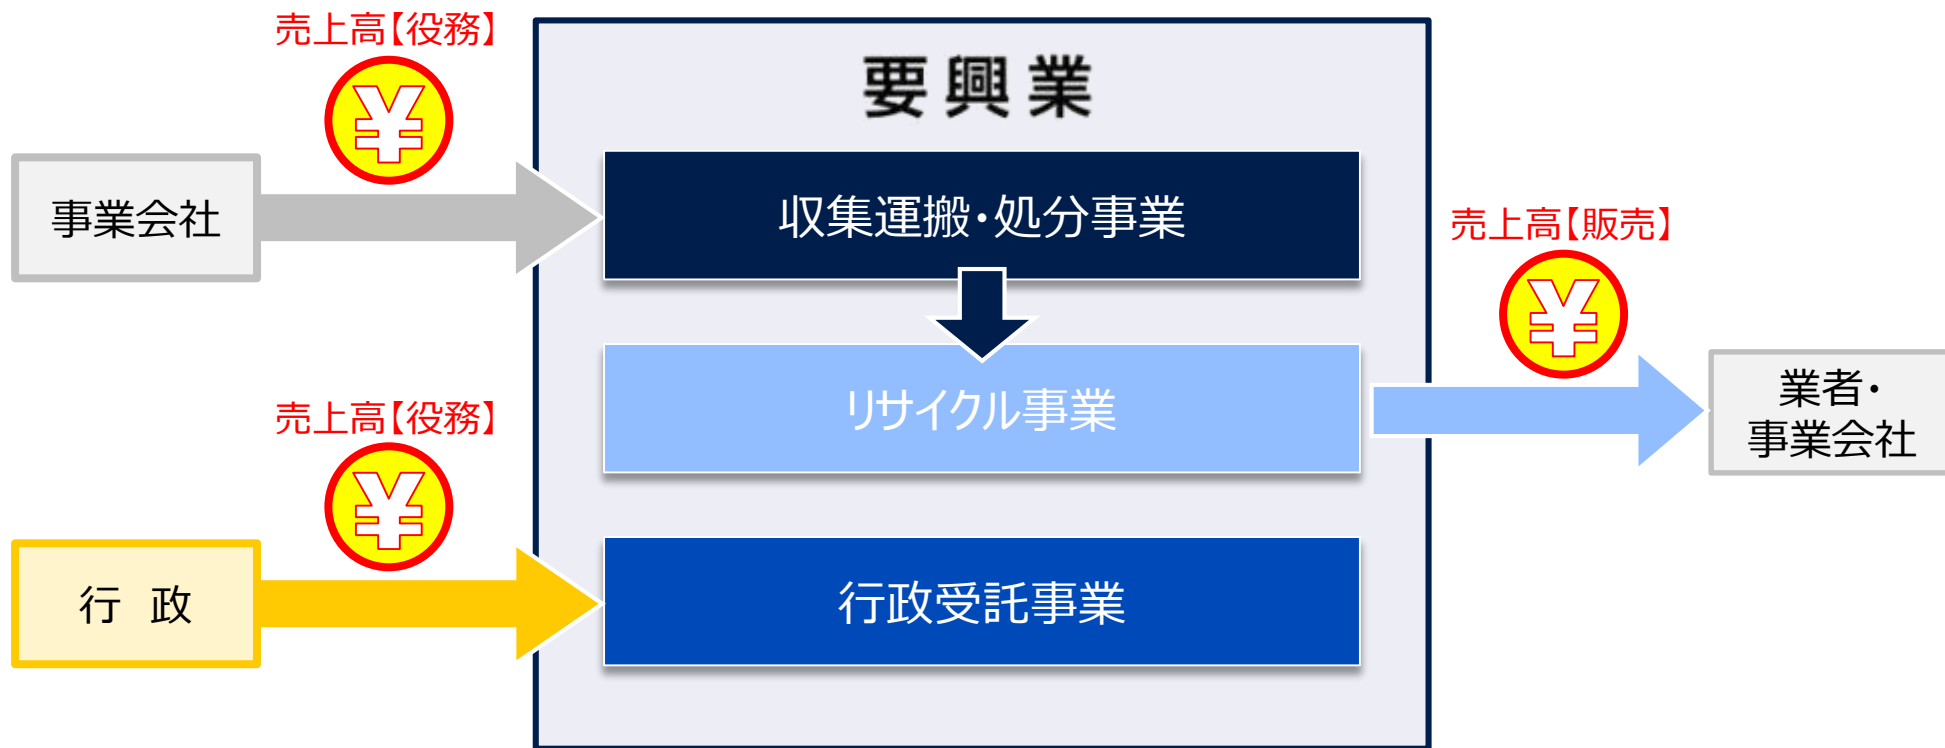 売上高【役務】
要興業
事業会社
収集運搬・処分事業
売上高【販売】
リサイクル事業
業者・
事業会社
売上高【役務】
行 政
行政受託事業